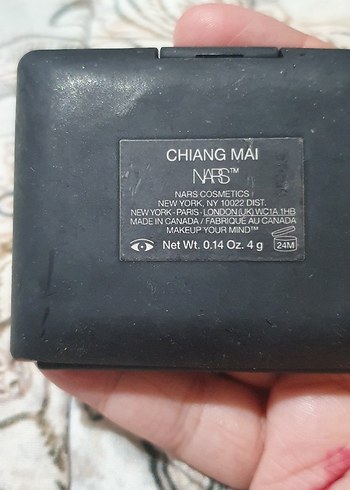 CHIANG MAI
NARS™
NARS COSMETICS /
NEW YORK, NY 10022 DIST.
NEW YORK - PARIS - LONDON (UK) WC1A 1HB
MADE IN CANADA / FABRIQUÉ AU CANADA
MAKEUP YOUR MIND™
Net Wt. 0.14 Oz. 4 g 24M